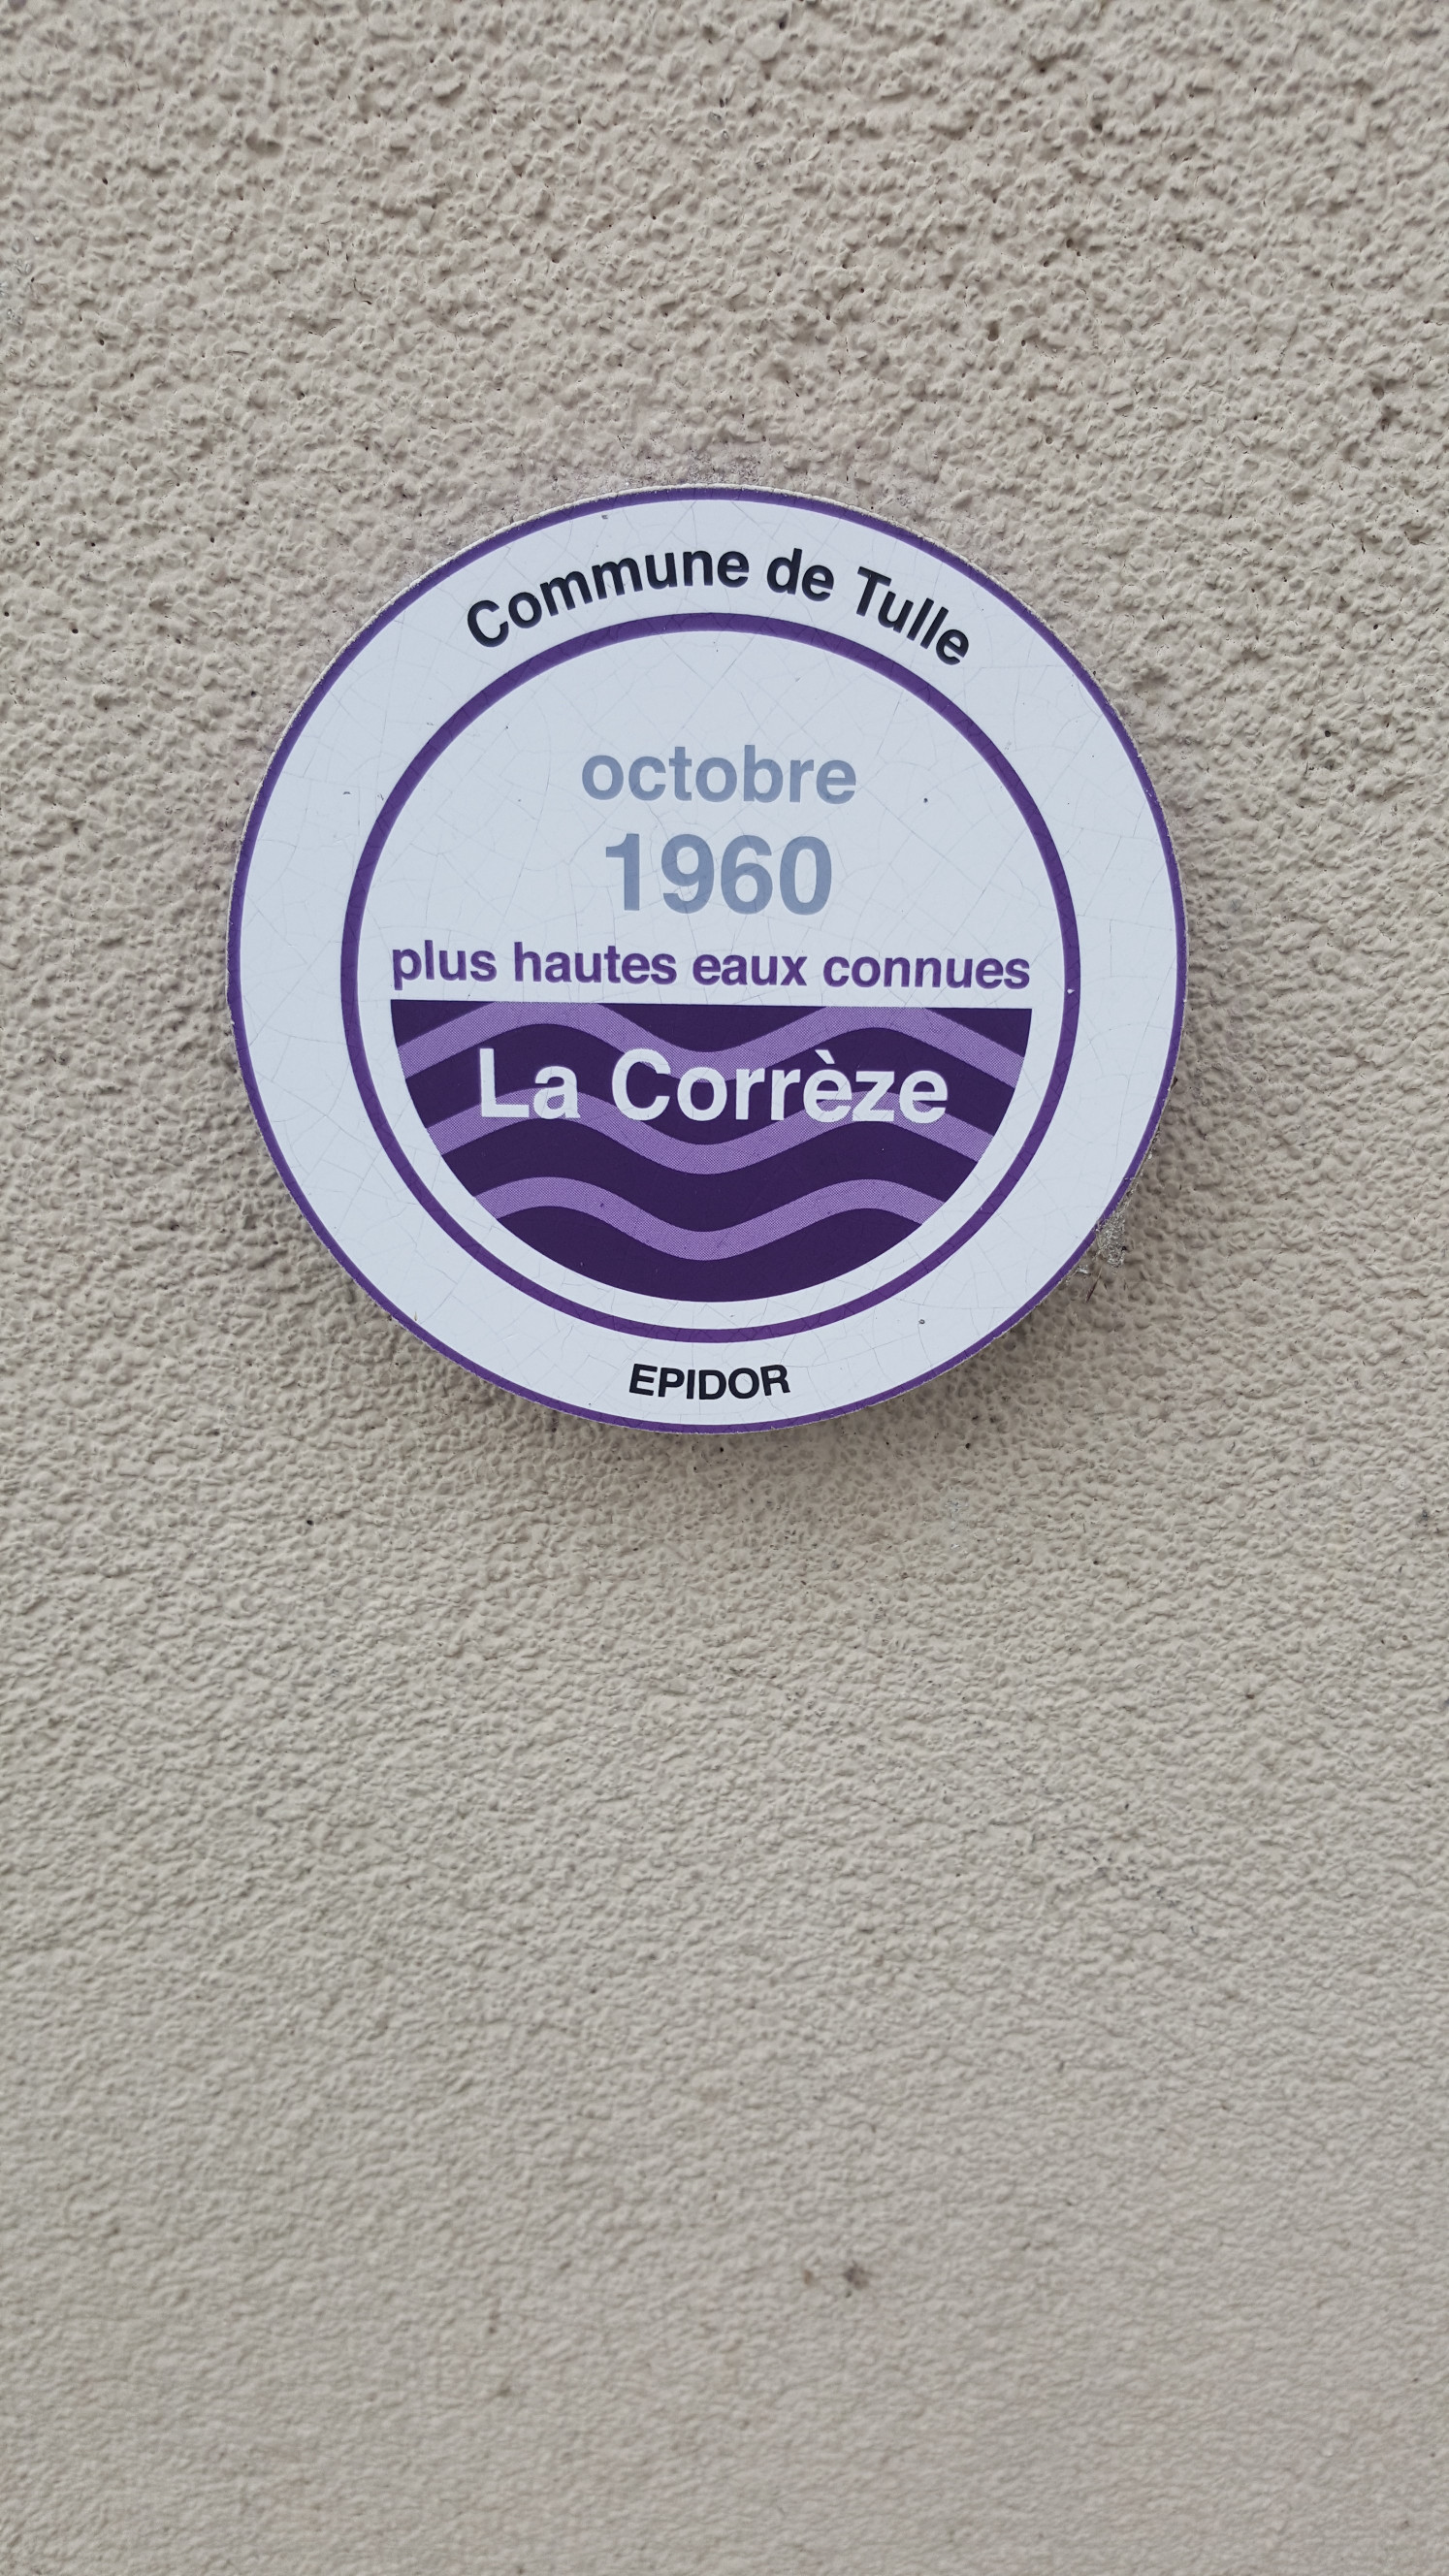 Commune de Tulle
octobre
1960
plus hautes eaux connues
La Corrèze
EPIDOR